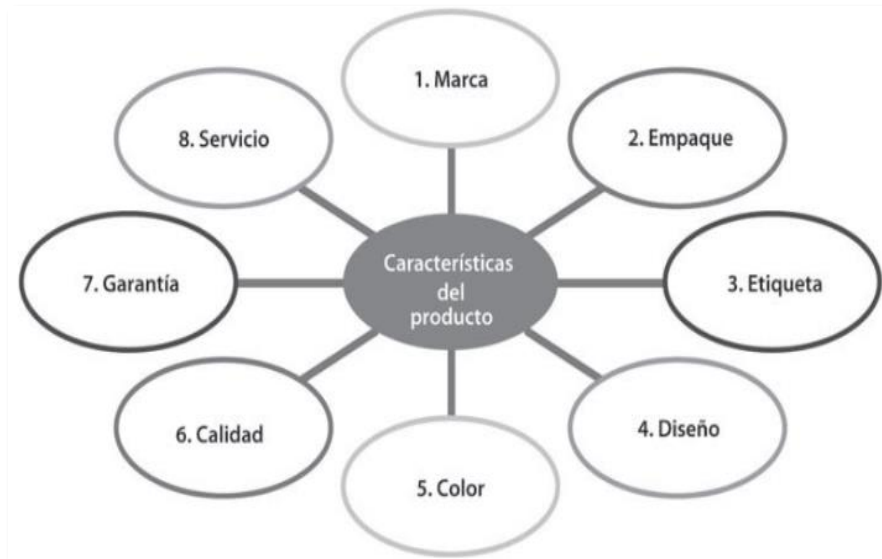 1. Marca
2. Empaque
3. Etiqueta
4. Diseño
5. Color
6. Calidad
7. Garantía
8. Servicio
Características
del
producto